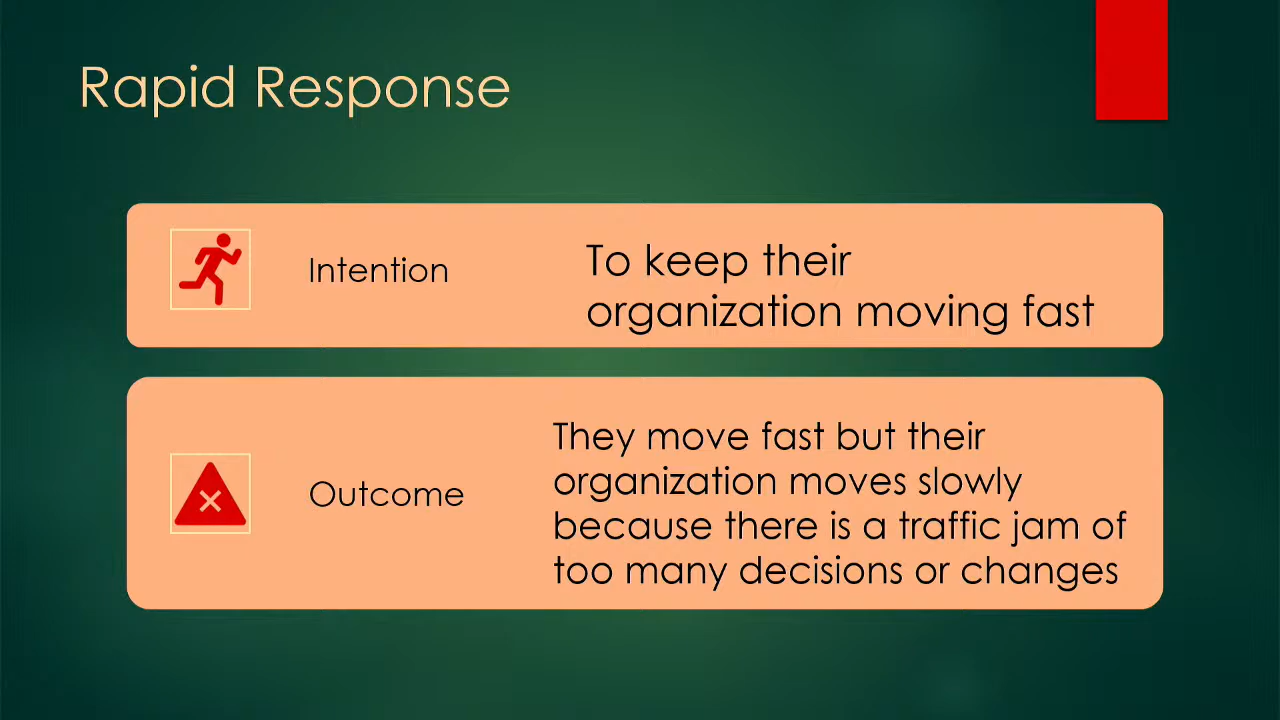 Rapid Response
Intention
To keep their
organization moving fast
Outcome
They move fast but their
organization moves slowly
because there is a traffic jam of
too many decisions or changes